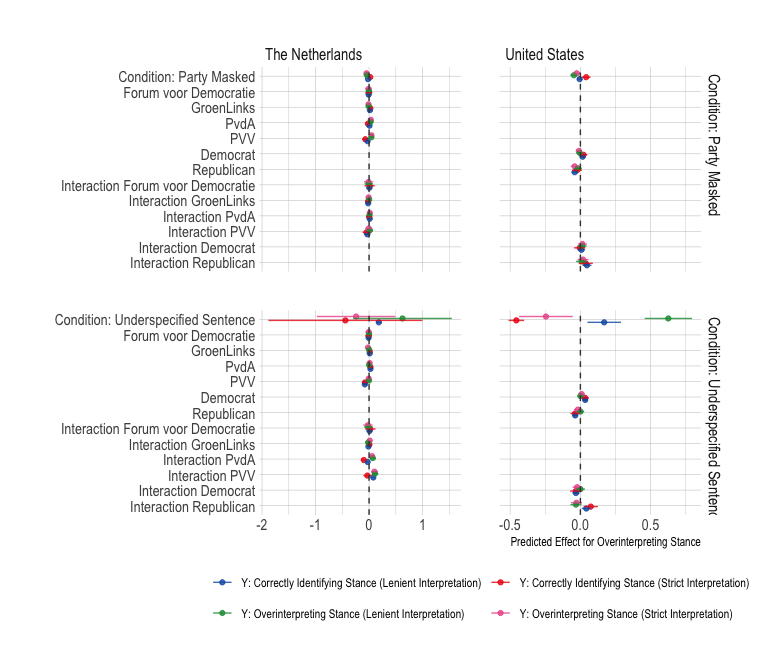 The Netherlands
United States
Condition: Party Masked
Forum voor Democratie
GroenLinks
PvdA
PVV
Democrat
Republican
Interaction Forum voor Democratie
Interaction GroenLinks
Interaction PvdA
Interaction PVV
Interaction Democrat
Interaction Republican
Condition: Party Masked
Condition: Underspecified Sentence
Forum voor Democratie
GroenLinks
PvdA
PVV
Democrat
Republican
Interaction Forum voor Democratie
Interaction GroenLinks
Interaction PvdA
Interaction PVV
Interaction Democrat
Interaction Republican
Condition: Underspecified Sentenc
-2 -1 0 1
-0.5 0.0 0.5
Predicted Effect for Overinterpreting Stance
Y: Correctly Identifying Stance (Lenient Interpretation)
Y: Correctly Identifying Stance (Strict Interpretation)
Y: Overinterpreting Stance (Lenient Interpretation)
Y: Overinterpreting Stance (Strict Interpretation)